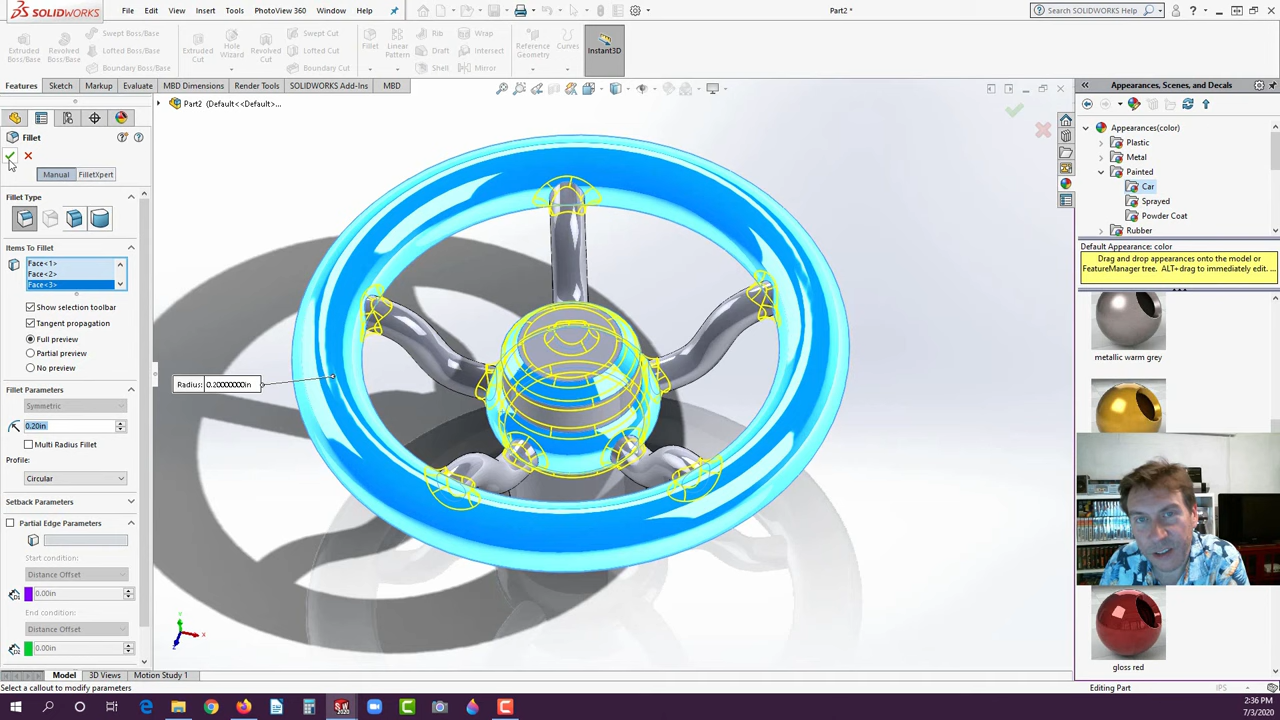 SOLIDWORKS
File Edit View Insert Tools PhotoView 360 Window Help
Part2 *
Search SOLIDWORKS Help
Extruded Boss/Base
Revolved Boss/Base
Swept Boss/Base
Lofted Boss/Base
Boundary Boss/Base
Extruded Cut
Hole Wizard
Revolved Cut
Swept Cut
Lofted Cut
Boundary Cut
Fillet
Linear Pattern
Rib
Draft
Shell
Wrap
Intersect
Mirror
Reference Geometry
Curves
Instant3D
Features Sketch Markup Evaluate MBD Dimensions Render Tools SOLIDWORKS Add-Ins MBD
Part2 (Default<<Default>...
Fillet
Manual FilletXpert
Fillet Type
Items To Fillet
Face<1>
Face<2>
Face<3>
Show selection toolbar
Tangent propagation
Full preview
Partial preview
No preview
Fillet Parameters
Symmetric
0.20in
Multi Radius Fillet
Profile:
Circular
Setback Parameters
Partial Edge Parameters
Start condition:
Distance Offset
0.00in
End condition:
Distance Offset
0.00in
Radius: 0.20000000in
Y
X
Z
Appearances, Scenes, and Decals
Appearances(color)
Plastic
Metal
Painted
Car
Sprayed
Powder Coat
Rubber
Default Appearance: color
Drag and drop appearances onto the model or
FeatureManager tree. ALT+drag to immediately edit. ...
metallic warm grey
gloss red
Model 3D Views Motion Study 1
Select a callout to modify parameters
Editing Part
IPS
2:36 PM
7/3/2020